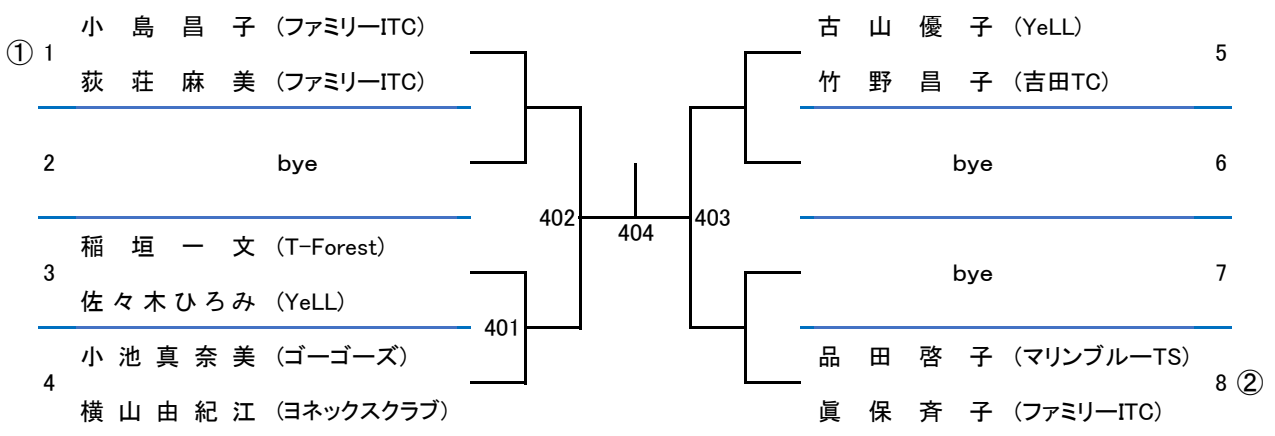 小島昌子 (ファミリーITC)
① 1
荻荘麻美 (ファミリーITC)
2 bye
稲垣一文 (T-Forest)
3
佐々木ひろみ (YeLL)
小池真奈美 (ゴーゴーズ)
4
横山由紀江 (ヨネックスクラブ)
401
402
404
403
古山優子 (YeLL)
5
竹野昌子 (吉田TC)
bye 6
bye 7
品田啓子 (マリンブルーTS)
8 ②
眞保斉子 (ファミリーITC)